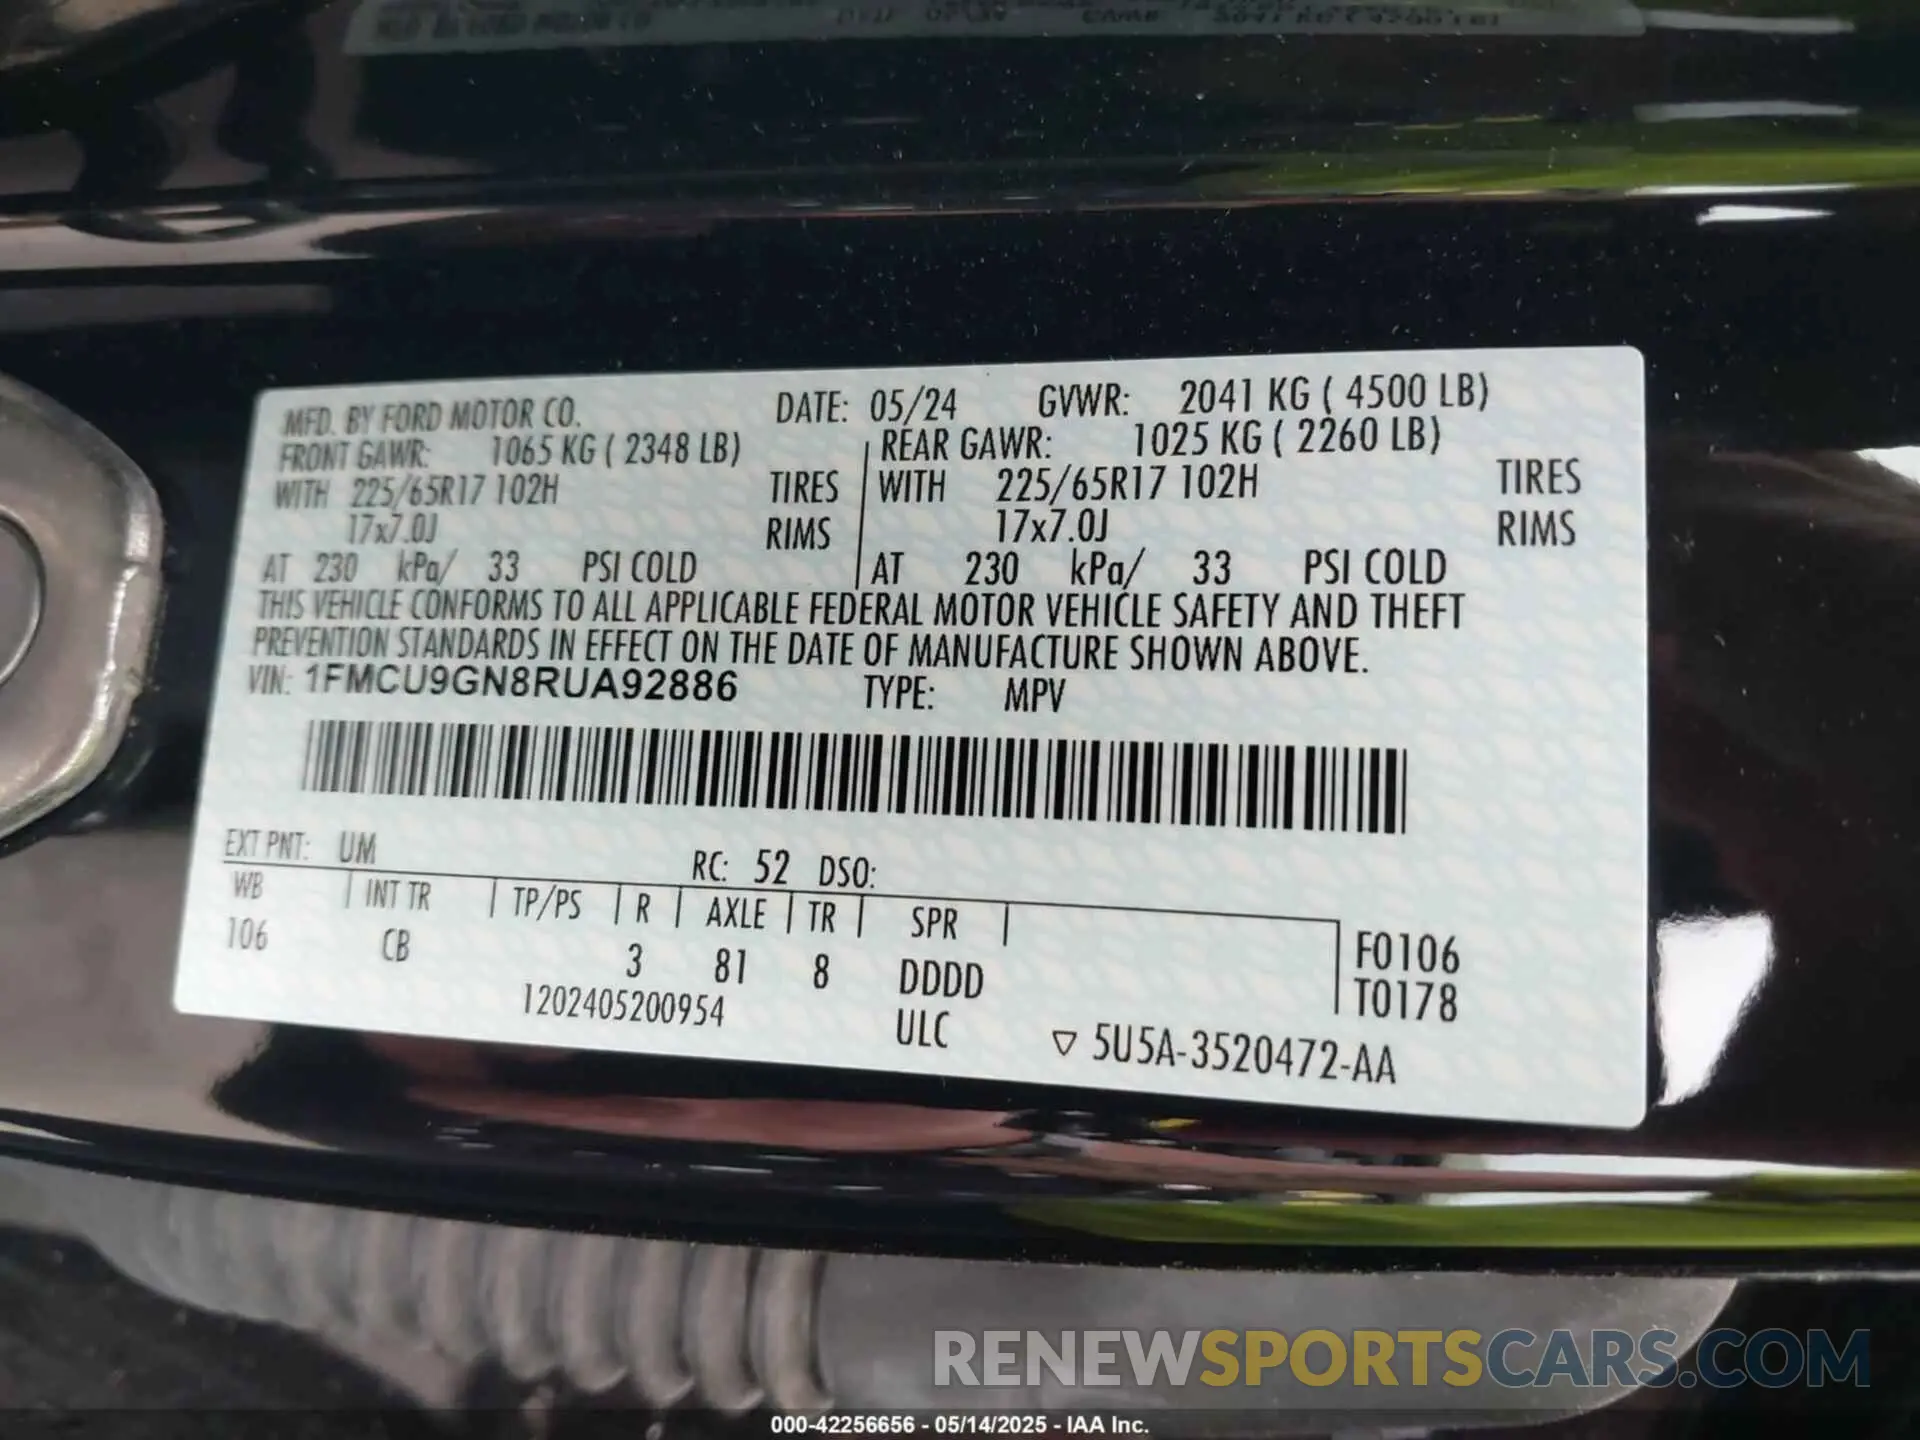 MFD. BY FORD MOTOR CO. DATE: 05/24 GVWR: 2041 KG ( 4500 LB)
FRONT GAWR: 1065 KG ( 2348 LB) REAR GAWR: 1025 KG ( 2260 LB)
WITH 225/65R17 102H TIRES WITH 225/65R17 102H TIRES
17x7.0J RIMS 17x7.0J RIMS
AT 230 kPa/ 33 PSI COLD AT 230 kPa/ 33 PSI COLD
THIS VEHICLE CONFORMS TO ALL APPLICABLE FEDERAL MOTOR VEHICLE SAFETY AND THEFT
PREVENTION STANDARDS IN EFFECT ON THE DATE OF MANUFACTURE SHOWN ABOVE.
VIN: 1FMCU9GN8RUA92886 TYPE: MPV
EXT PNT: UM RC: 52 DSO:
WB INT TR TP/PS R AXLE TR SPR
106 CB 3 81 8 DDDD F0106
T0178
1202405200954 ULC ▽ 5U5A-3520472-AA
RENEWSPORTSCARS.COM
000-42256656 - 05/14/2025 - IAA Inc.